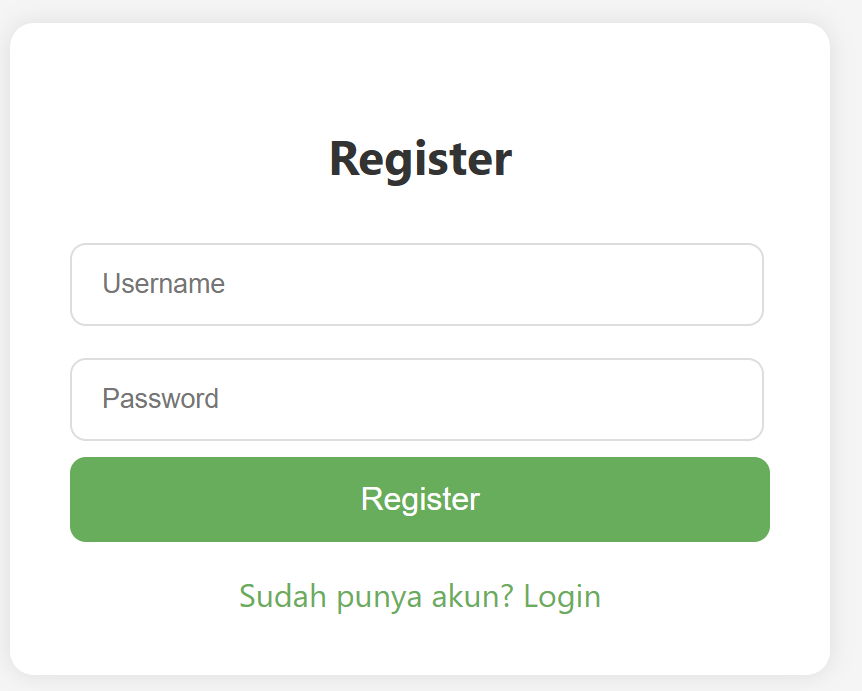 Register
Username
Password
Register
Sudah punya akun? Login